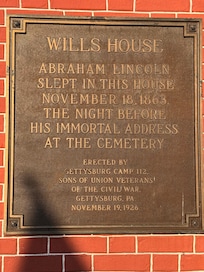 WILLS HOUSE
ABRAHAM LINCOLN
SLEPT IN THIS HOUSE
NOVEMBER 18, 1863
THE NIGHT BEFORE
HIS IMMORTAL ADDRESS
AT THE CEMETERY
ERECTED BY
GETTYSBURG CAMP 112,
SONS OF UNION VETERANS
OF THE CIVIL WAR,
GETTYSBURG, PA.
NOVEMBER 19, 1926